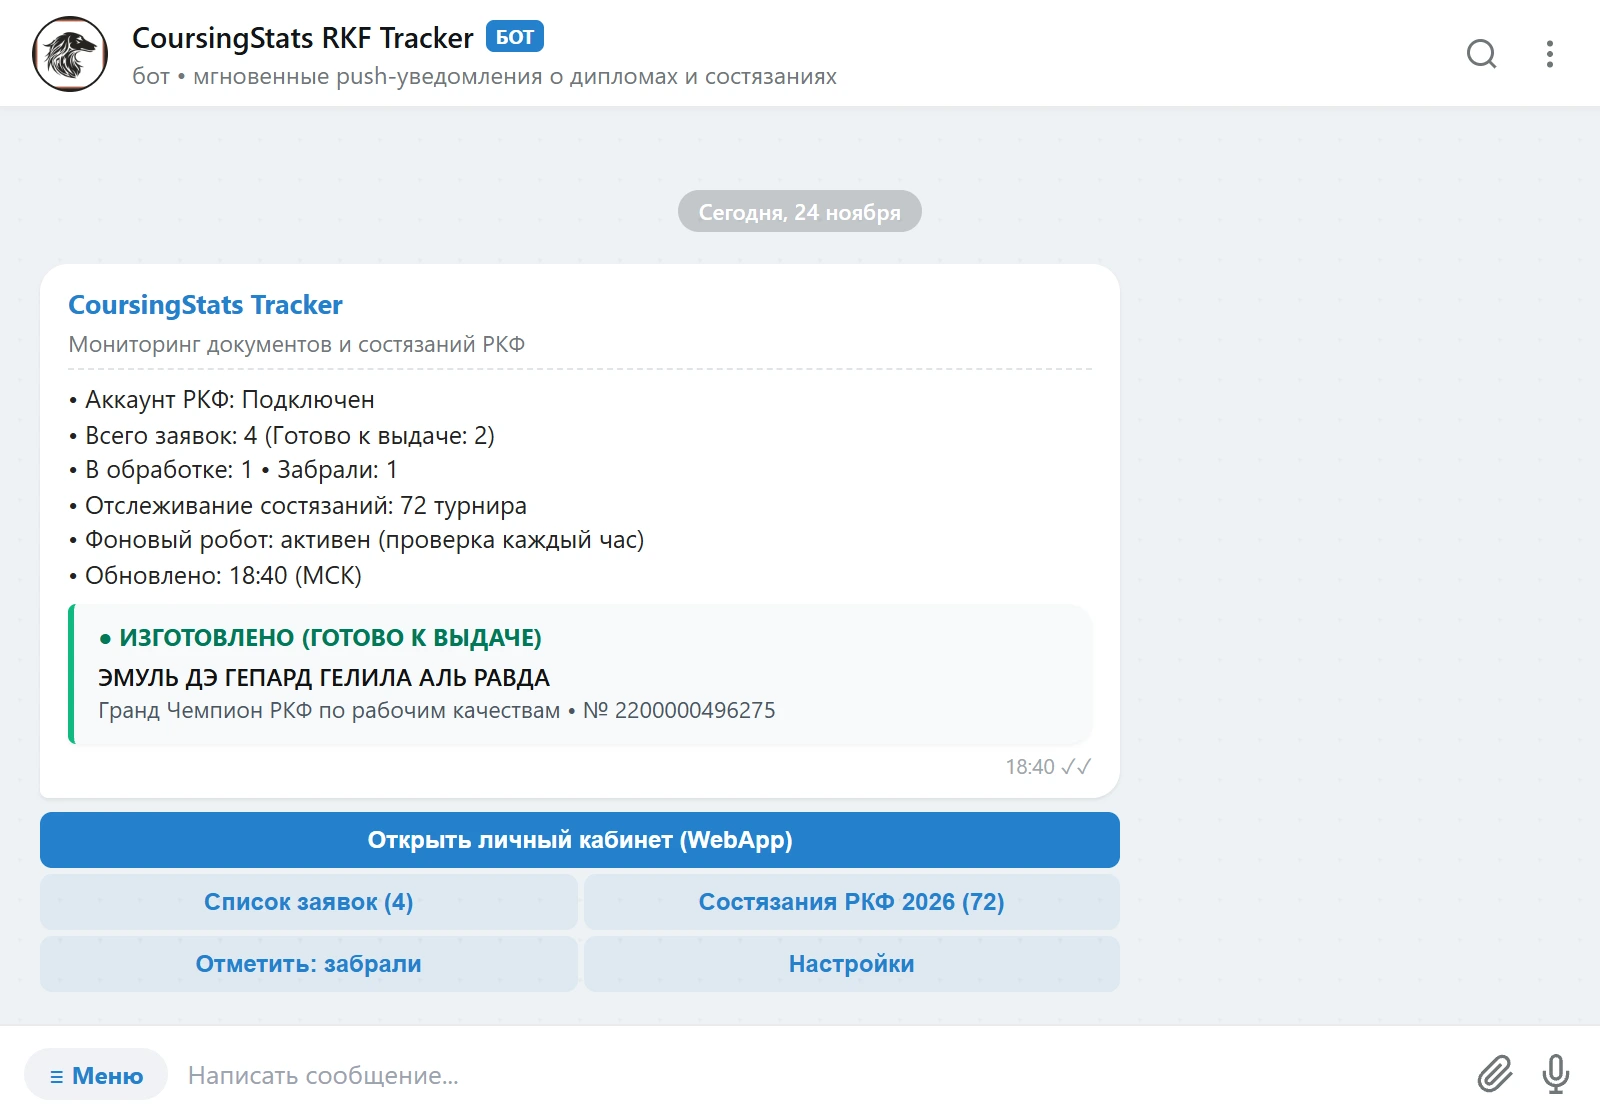 CoursingStats RKF Tracker БОТ
бот • мгновенные push-уведомления о дипломах и состязаниях
Сегодня, 24 ноября
CoursingStats Tracker
Мониторинг документов и состязаний РКФ
• Аккаунт РКФ: Подключен
• Всего заявок: 4 (Готово к выдаче: 2)
• В обработке: 1 • Забрали: 1
• Отслеживание состязаний: 72 турнира
• Фоновый робот: активен (проверка каждый час)
• Обновлено: 18:40 (МСК)
● ИЗГОТОВЛЕНО (ГОТОВО К ВЫДАЧЕ)
ЭМУЛЬ ДЭ ГЕПАРД ГЕЛИЛА АЛЬ РАВДА
Гранд Чемпион РКФ по рабочим качествам • № 2200000496275
18:40 ✓✓
Открыть личный кабинет (WebApp)
Список заявок (4)
Состязания РКФ 2026 (72)
Отметить: забрали
Настройки
≡ Меню
Написать сообщение...